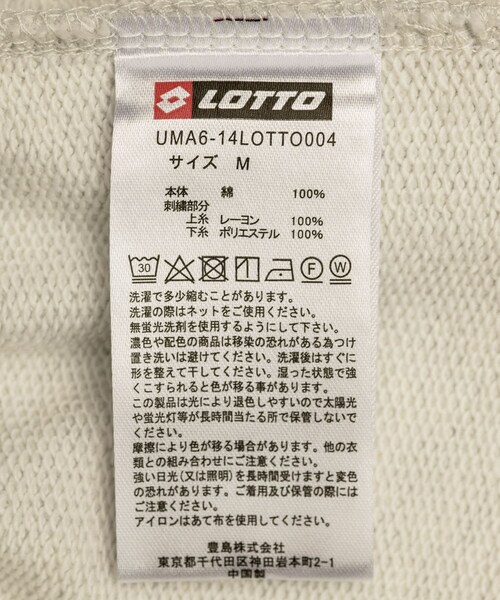 LOTTO
UMA6-14LOTTO004
サイズ M
本体 綿 100%
刺繍部分
上糸 レーヨン 100%
下糸 ポリエステル 100%
30 F W
洗濯で多少縮むことがあります。
洗濯の際はネットをご使用ください。
無蛍光洗剤を使用するようにして下さい。
濃色や配色の商品は移染の恐れがある為つけ
置き洗いは避けてください。洗濯後はすぐに
形を整えて干してください。湿った状態で強
くこすられると色が移る事があります。
この製品は光により退色しやすいので太陽光
や蛍光灯等が長時間当たる所で保管しないで
ください。
摩擦により色が移る場合があります。他の衣
類との組み合わせにご注意ください。
強い日光(又は照明)を長時間受けますと変色
の恐れがあります。ご着用及び保管の際には
ご注意ください。
アイロンはあて布を使用してください。
豊島株式会社
東京都千代田区神田岩本町2-1
中国製